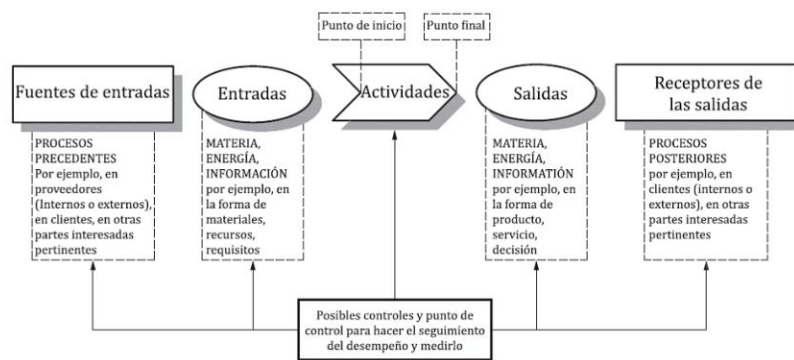 Punto de inicio
Punto final
Fuentes de entradas
Entradas
Actividades
Salidas
Receptores de
las salidas
PROCESOS
PRECEDENTES
Por ejemplo, en
proveedores
(Internos o externos),
en clientes, en otras
partes interesadas
pertinentes
MATERIA,
ENERGÍA,
INFORMACIÓN
por ejemplo, en
la forma de
materiales,
recursos,
requisitos
MATERIA,
ENERGÍA,
INFORMATIÓN
por ejemplo, en
la forma de
producto,
servicio,
decisión
PROCESOS
POSTERIORES
por ejemplo, en
clientes (internos o
externos), en otras
partes interesadas
pertinentes
Posibles controles y punto de
control para hacer el seguimiento
del desempeño y medirlo